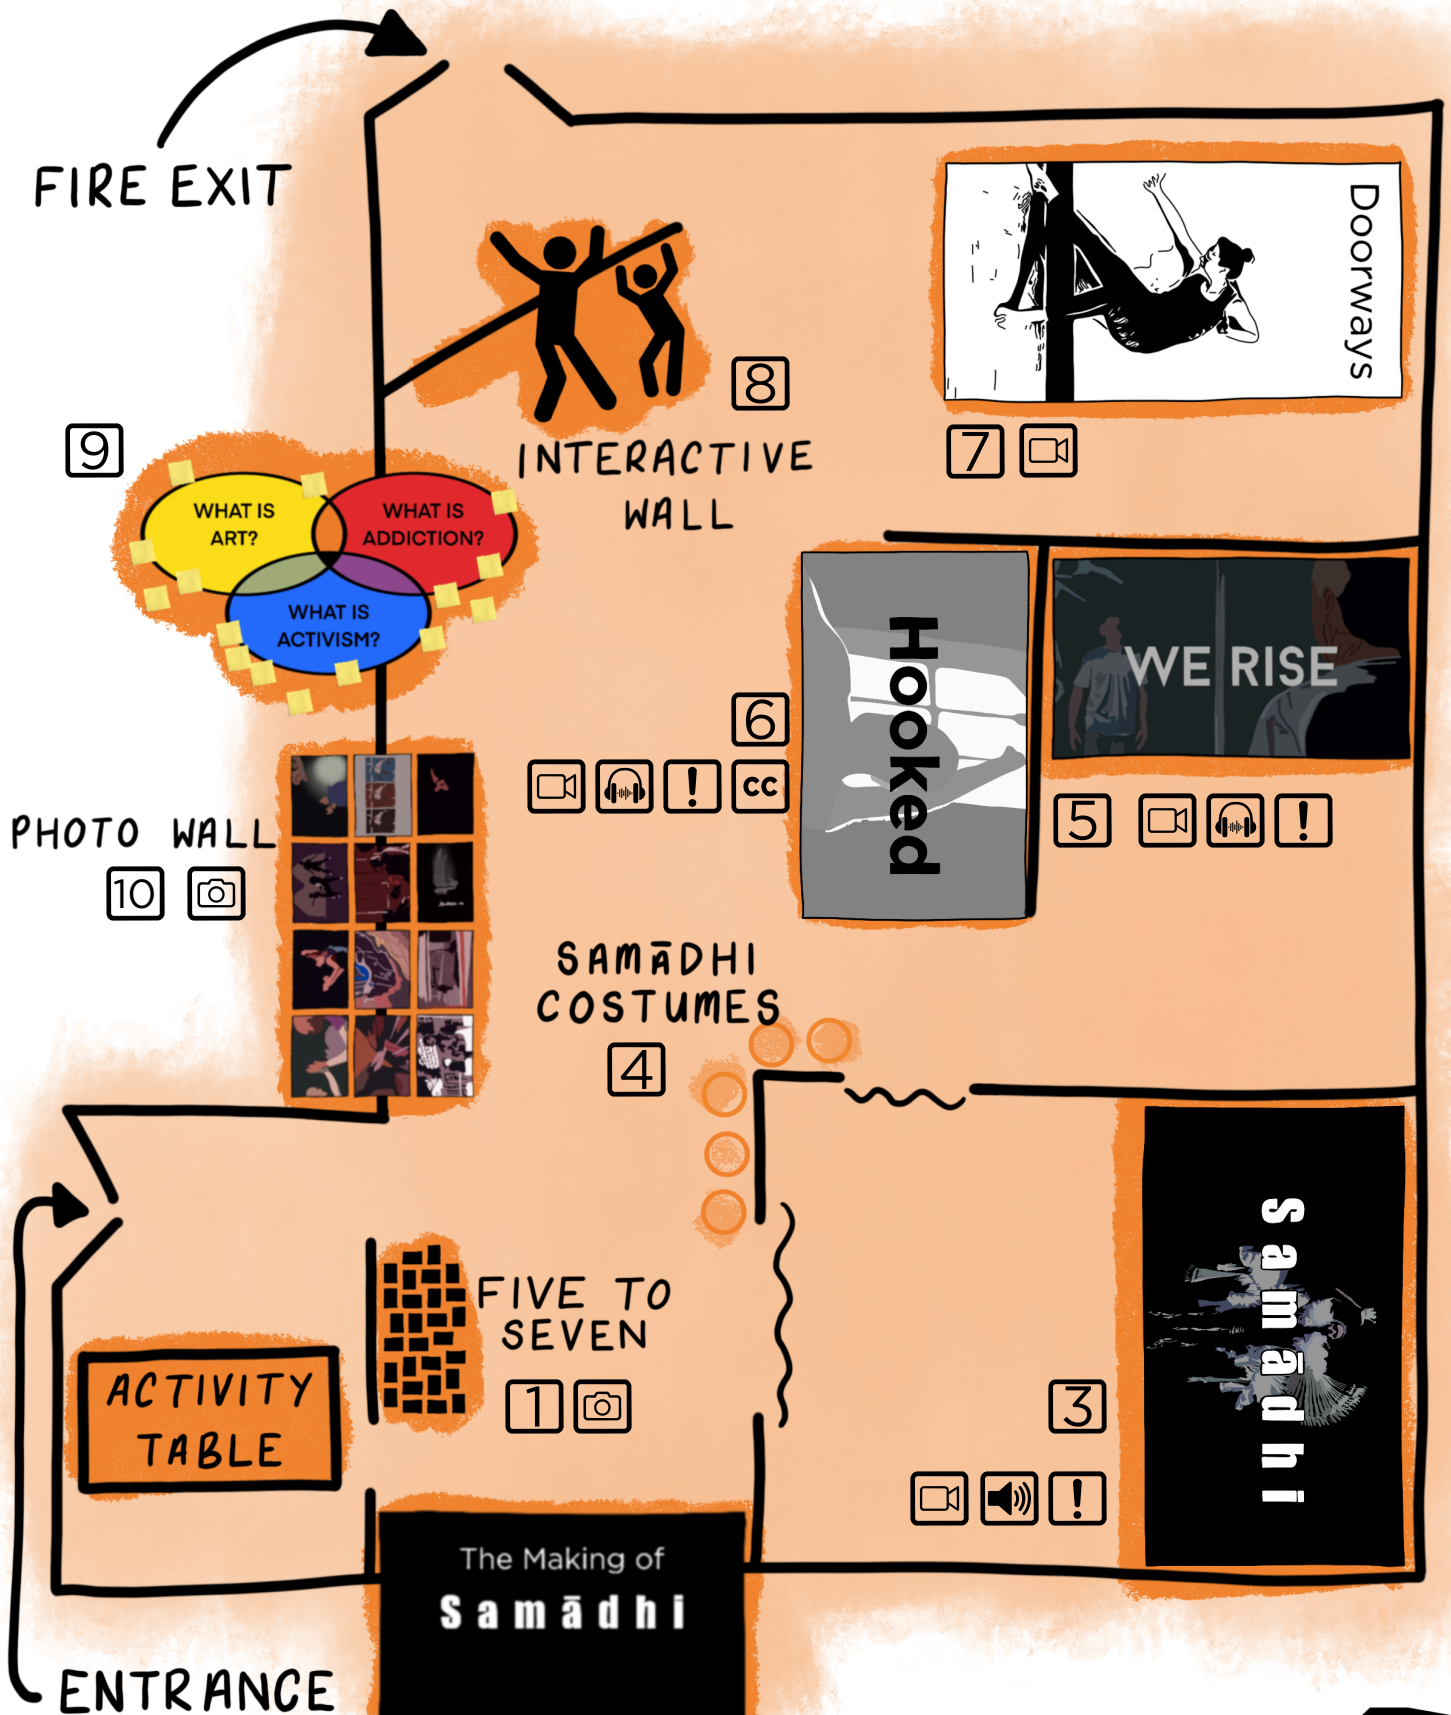 FIRE EXIT
Doorways
8
INTERACTIVE
WALL
7
9
WHAT IS
ART?
WHAT IS
ADDICTION?
WHAT IS
ACTIVISM?
Hooked
WE RISE
6
CC
5
PHOTO WALL
10
SAMĀDHI
COSTUMES
4
FIVE TO
SEVEN
1
ACTIVITY
TABLE
Samādhi
3
The Making of
Samādhi
ENTRANCE